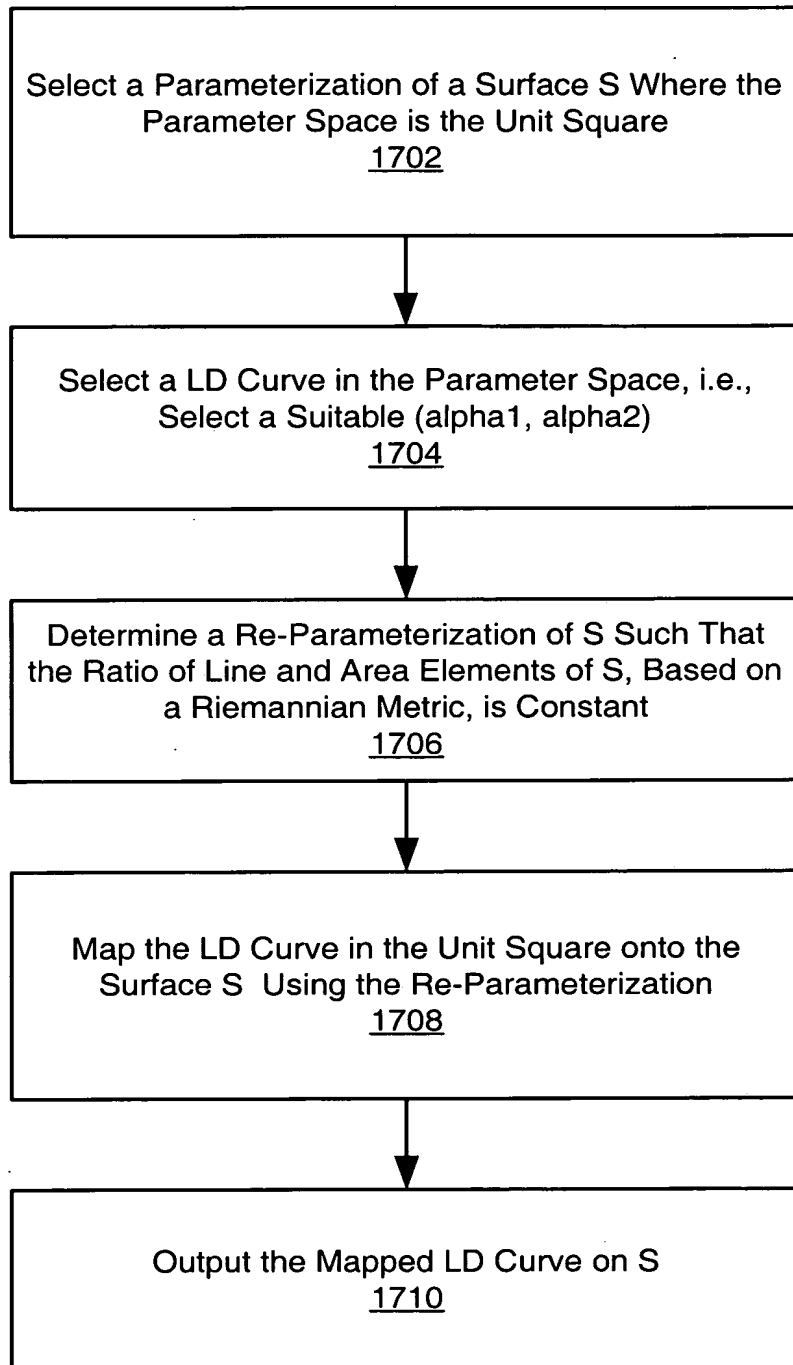 Select a Parameterization of a Surface S Where the
Parameter Space is the Unit Square
1702
Select a LD Curve in the Parameter Space, i.e.,
Select a Suitable (alpha1, alpha2)
1704
Determine a Re-Parameterization of S Such That
the Ratio of Line and Area Elements of S, Based on
a Riemannian Metric, is Constant
1706
Map the LD Curve in the Unit Square onto the
Surface S Using the Re-Parameterization
1708
Output the Mapped LD Curve on S
1710